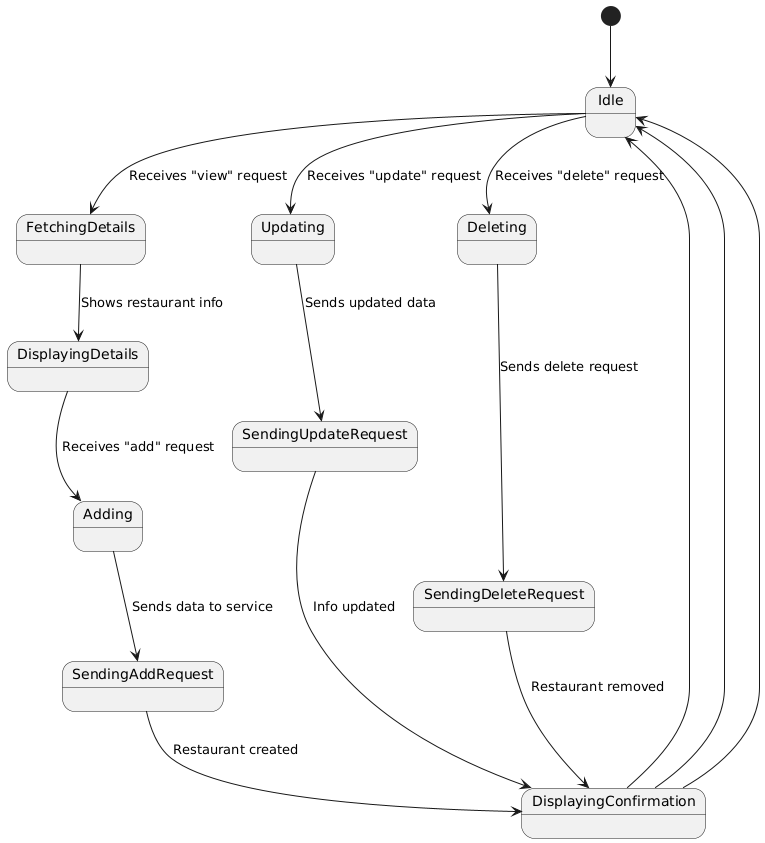 Idle
Receives "view" request
Receives "update" request
Receives "delete" request
FetchingDetails
Updating
Deleting
Shows restaurant info
Sends updated data
DisplayingDetails
Sends delete request
SendingUpdateRequest
Receives "add" request
Adding
SendingDeleteRequest
Sends data to service
Info updated
SendingAddRequest
Restaurant removed
Restaurant created
DisplayingConfirmation